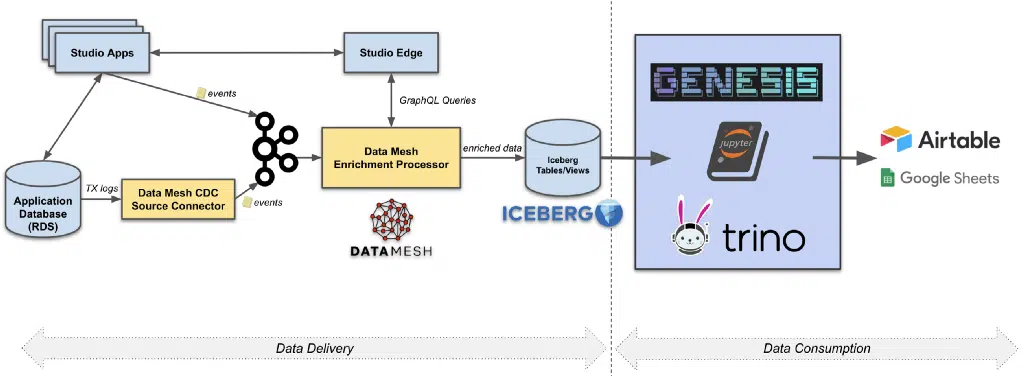 Studio Apps
Studio Edge
events
GraphQL Queries
GENESIS
jupyter
Airtable
Google Sheets
trino
Data Mesh
Enrichment Processor
enriched data
Iceberg
Tables/Views
ICEBERG
Application
Database
(RDS)
TX logs
Data Mesh CDC
Source Connector
events
DATAMESH
Data Delivery
Data Consumption